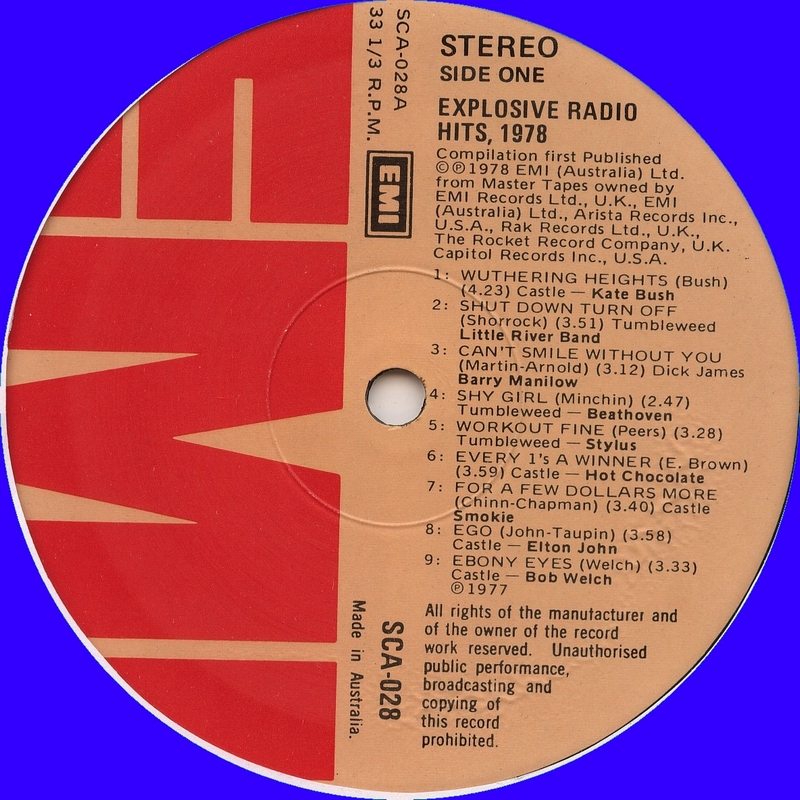 STEREO
SIDE ONE
EXPLOSIVE RADIO
HITS, 1978
Compilation first Published
©℗1978 EMI (Australia) Ltd.
from Master Tapes owned by
EMI Records Ltd., U.K., EMI
(Australia) Ltd., Arista Records Inc.,
U.S.A., Rak Records Ltd., U.K.,
The Rocket Record Company, U.K.
Capitol Records Inc., U.S.A.
1: WUTHERING HEIGHTS (Bush)
(4.23) Castle — Kate Bush
2: SHUT DOWN TURN OFF
(Shorrock) (3.51) Tumbleweed
Little River Band
3: CAN'T SMILE WITHOUT YOU
(Martin-Arnold) (3.12) Dick James
Barry Manilow
4: SHY GIRL (Minchin) (2.47)
Tumbleweed — Beathoven
5: WORKOUT FINE (Peers) (3.28)
Tumbleweed — Stylus
6: EVERY 1's A WINNER (E. Brown)
(3.59) Castle — Hot Chocolate
7: FOR A FEW DOLLARS MORE
(Chinn-Chapman) (3.40) Castle
Smokie
8: EGO (John-Taupin) (3.58)
Castle — Elton John
9: EBONY EYES (Welch) (3.33)
Castle — Bob Welch
℗1977
All rights of the manufacturer and
of the owner of the record
work reserved. Unauthorised
public performance,
broadcasting and
copying of
this record
prohibited.
SCA-028A
33 1/3 R.P.M.
EMI
SCA-028
Made in Australia.
EMI